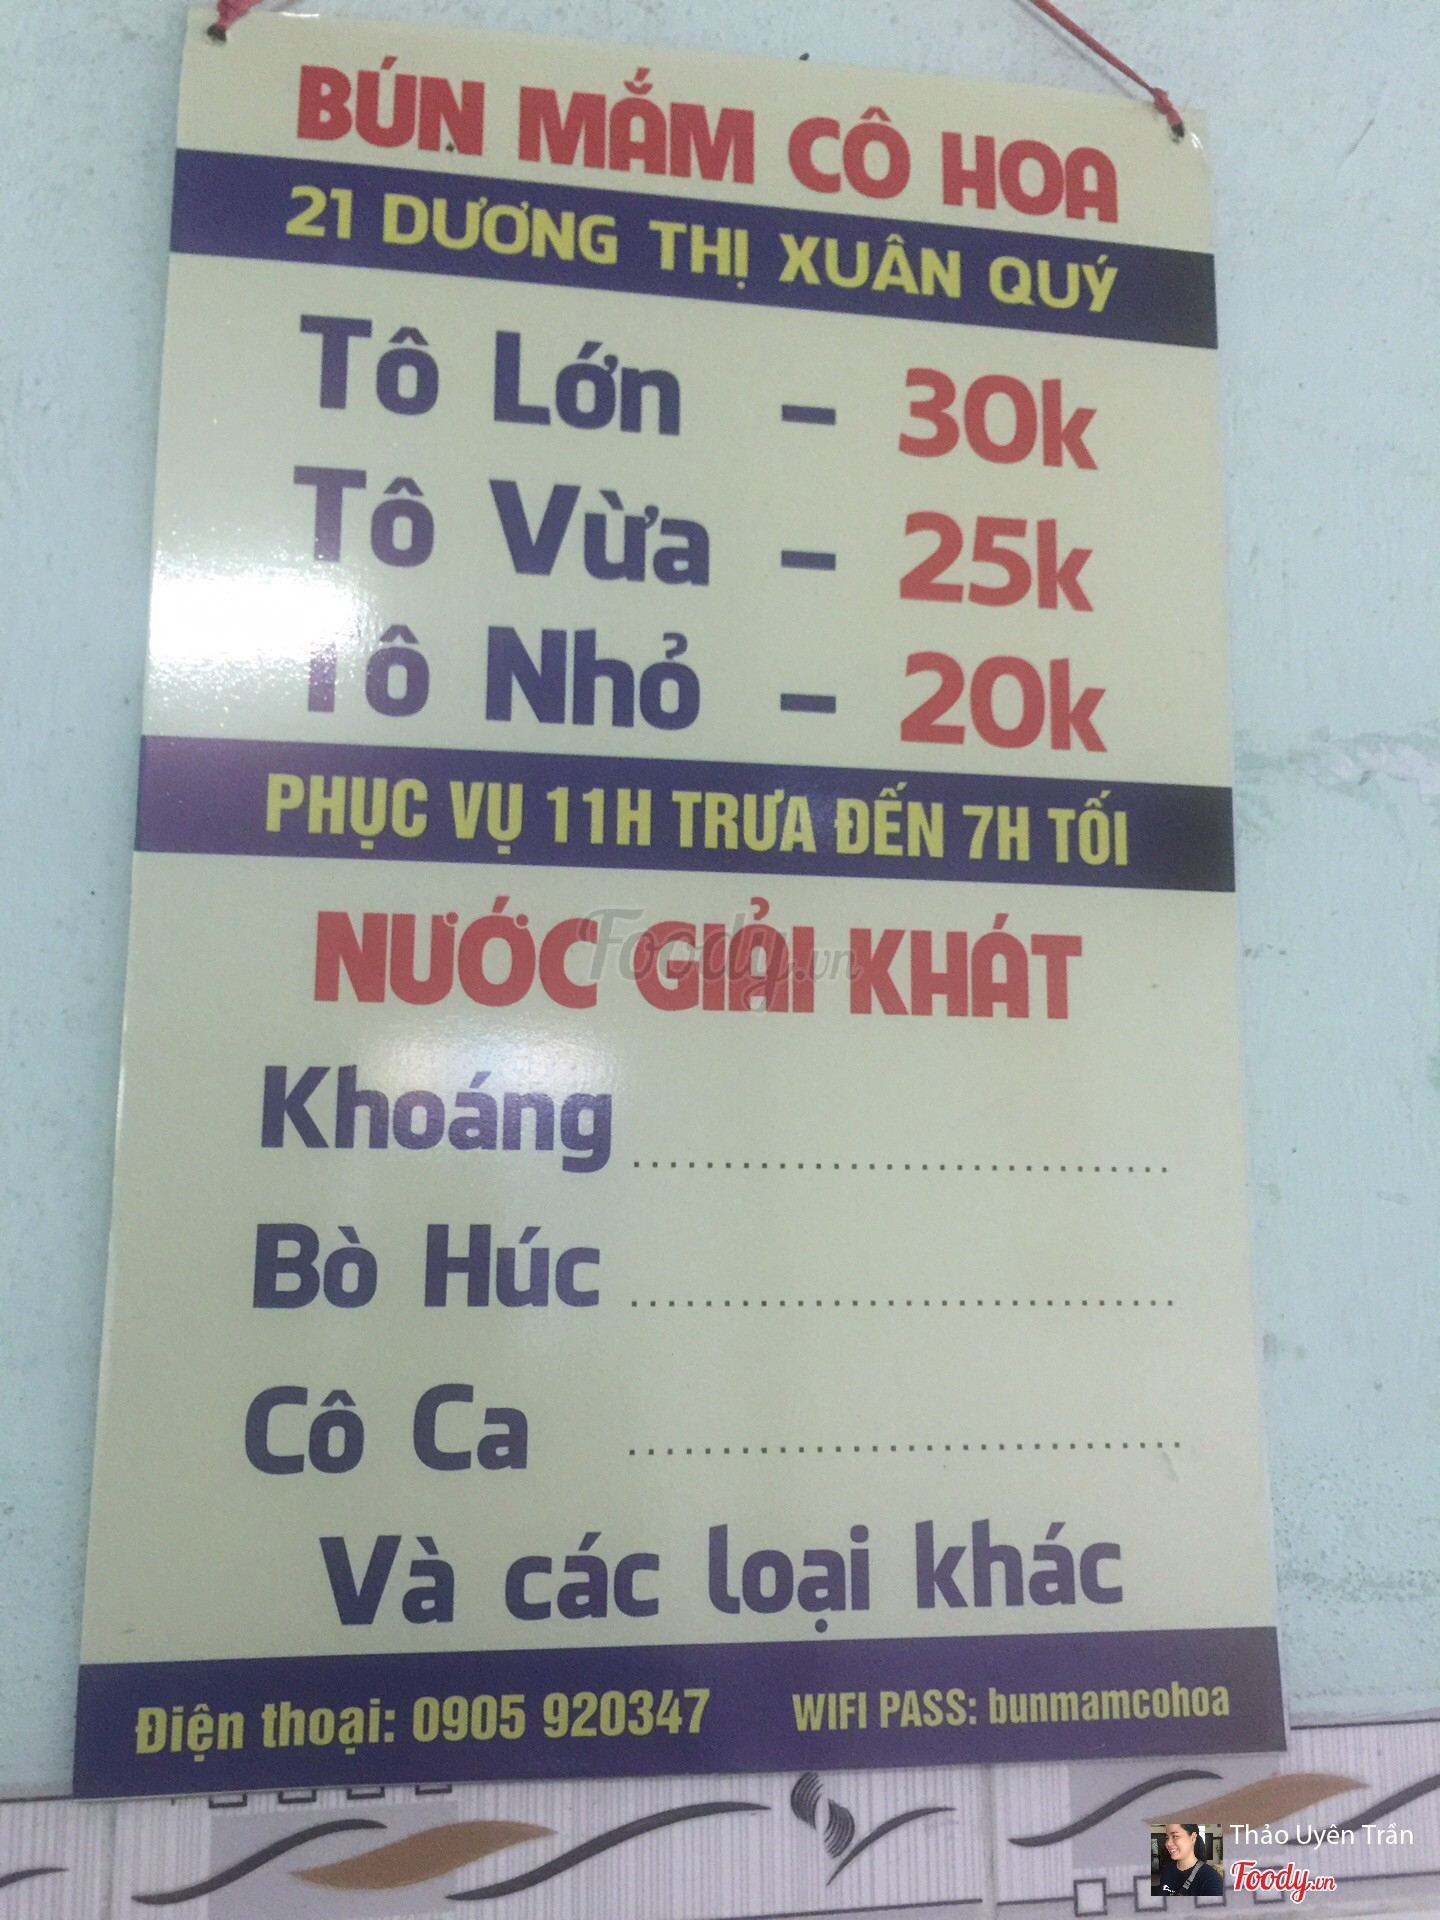 BÚN MẮM CÔ HOA
21 DƯƠNG THỊ XUÂN QUÝ
Tô Lớn - 30k
Tô Vừa - 25k
Tô Nhỏ - 20k
PHỤC VỤ 11H TRƯA ĐẾN 7H TỐI
NƯỚC GIẢI KHÁT
Foody.vn
Khoáng ..............................
Bò Húc ..............................
Cô Ca ..............................
Và các loại khác
Điện thoại: 0905 920347 WIFI PASS: bunmamcohoa
Thảo Uyên Trần
Foody.vn